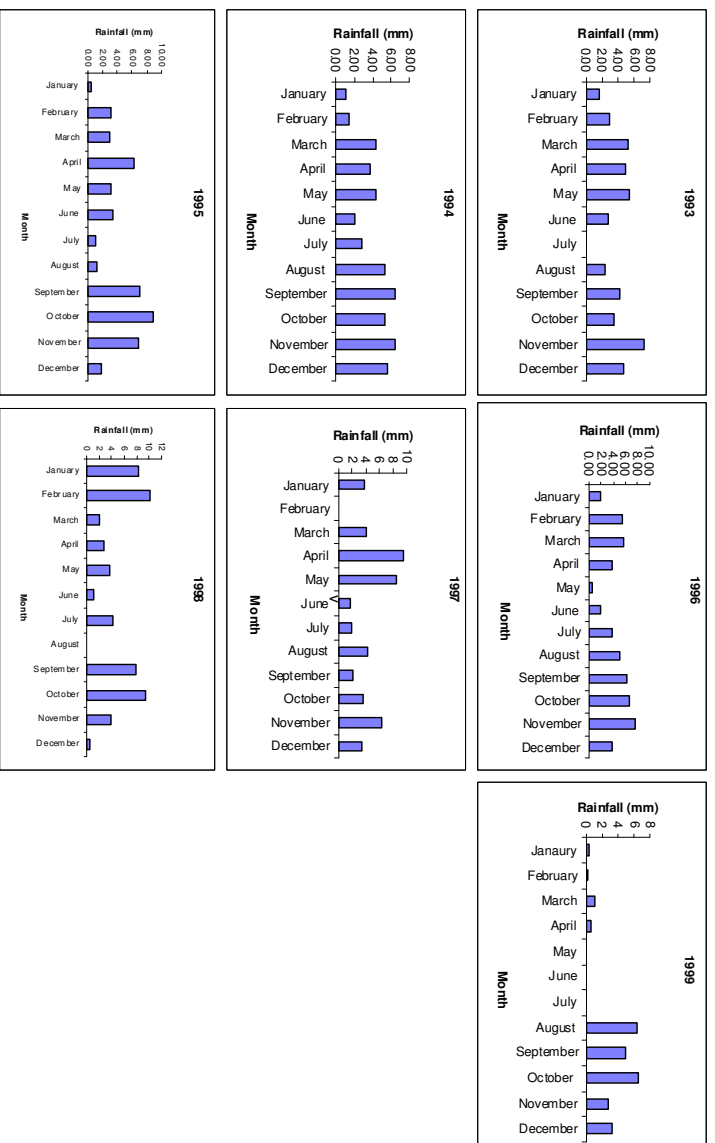 1993
Rainfall (mm)
8.00
6.00
4.00
2.00
0.00
January
February
March
April
May
June
July
August
September
October
November
December
Month
1994
Rainfall (mm)
8.00
6.00
4.00
2.00
0.00
January
February
March
April
May
June
July
August
September
October
November
December
Month
1995
Rainfall (mm)
10.00
8.00
6.00
4.00
2.00
0.00
January
February
March
April
May
June
July
August
September
October
November
December
Month
1996
Rainfall (mm)
10.00
8.00
6.00
4.00
2.00
0.00
January
February
March
April
May
June
July
August
September
October
November
December
Month
1997
Rainfall (mm)
10
8
6
4
2
0
January
February
March
April
May
June
July
August
September
October
November
December
Month
1998
Rainfall (mm)
12
10
8
6
4
2
0
January
February
March
April
May
June
July
August
September
October
November
December
Month
1999
Rainfall (mm)
8
6
4
2
0
Janaury
February
March
April
May
June
July
August
September
October
November
December
Month